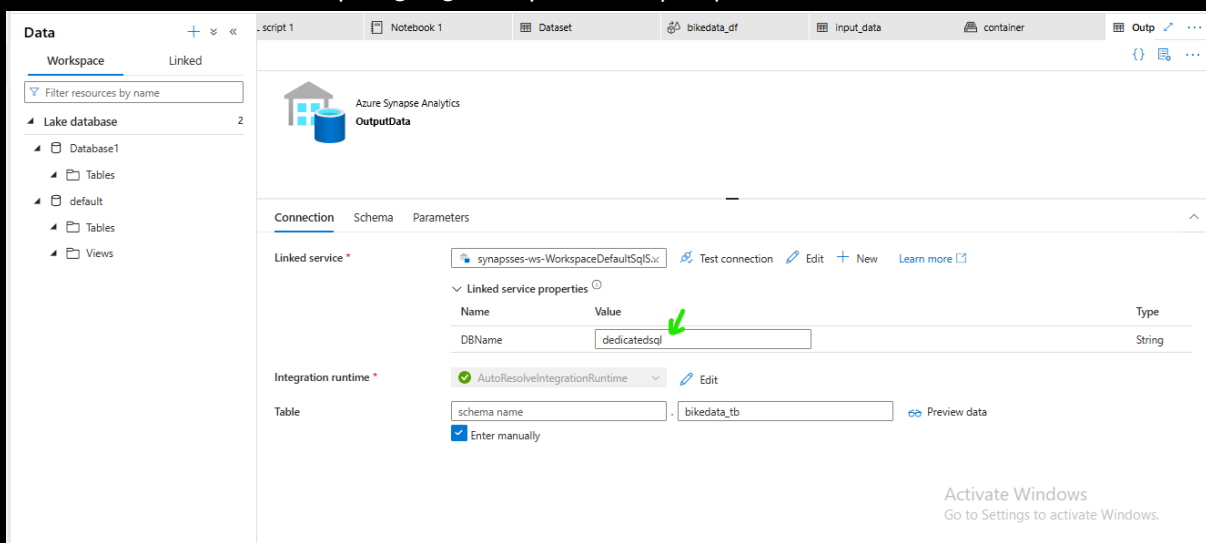 Data
Workspace Linked
Filter resources by name
Lake database 2
Database1
Tables
default
Tables
Views
script 1 Notebook 1 Dataset bikedata_df input_data container Outp ...
{} ...
Azure Synapse Analytics
OutputData
Connection Schema Parameters
Linked service * synapsses-ws-WorkspaceDefaultSqlS Test connection Edit New Learn more
Linked service properties
Name Value Type
DBName dedicatedsql String
Integration runtime * AutoResolveIntegrationRuntime Edit
Table schema name . bikedata_tb Preview data
Enter manually
Activate Windows
Go to Settings to activate Windows.